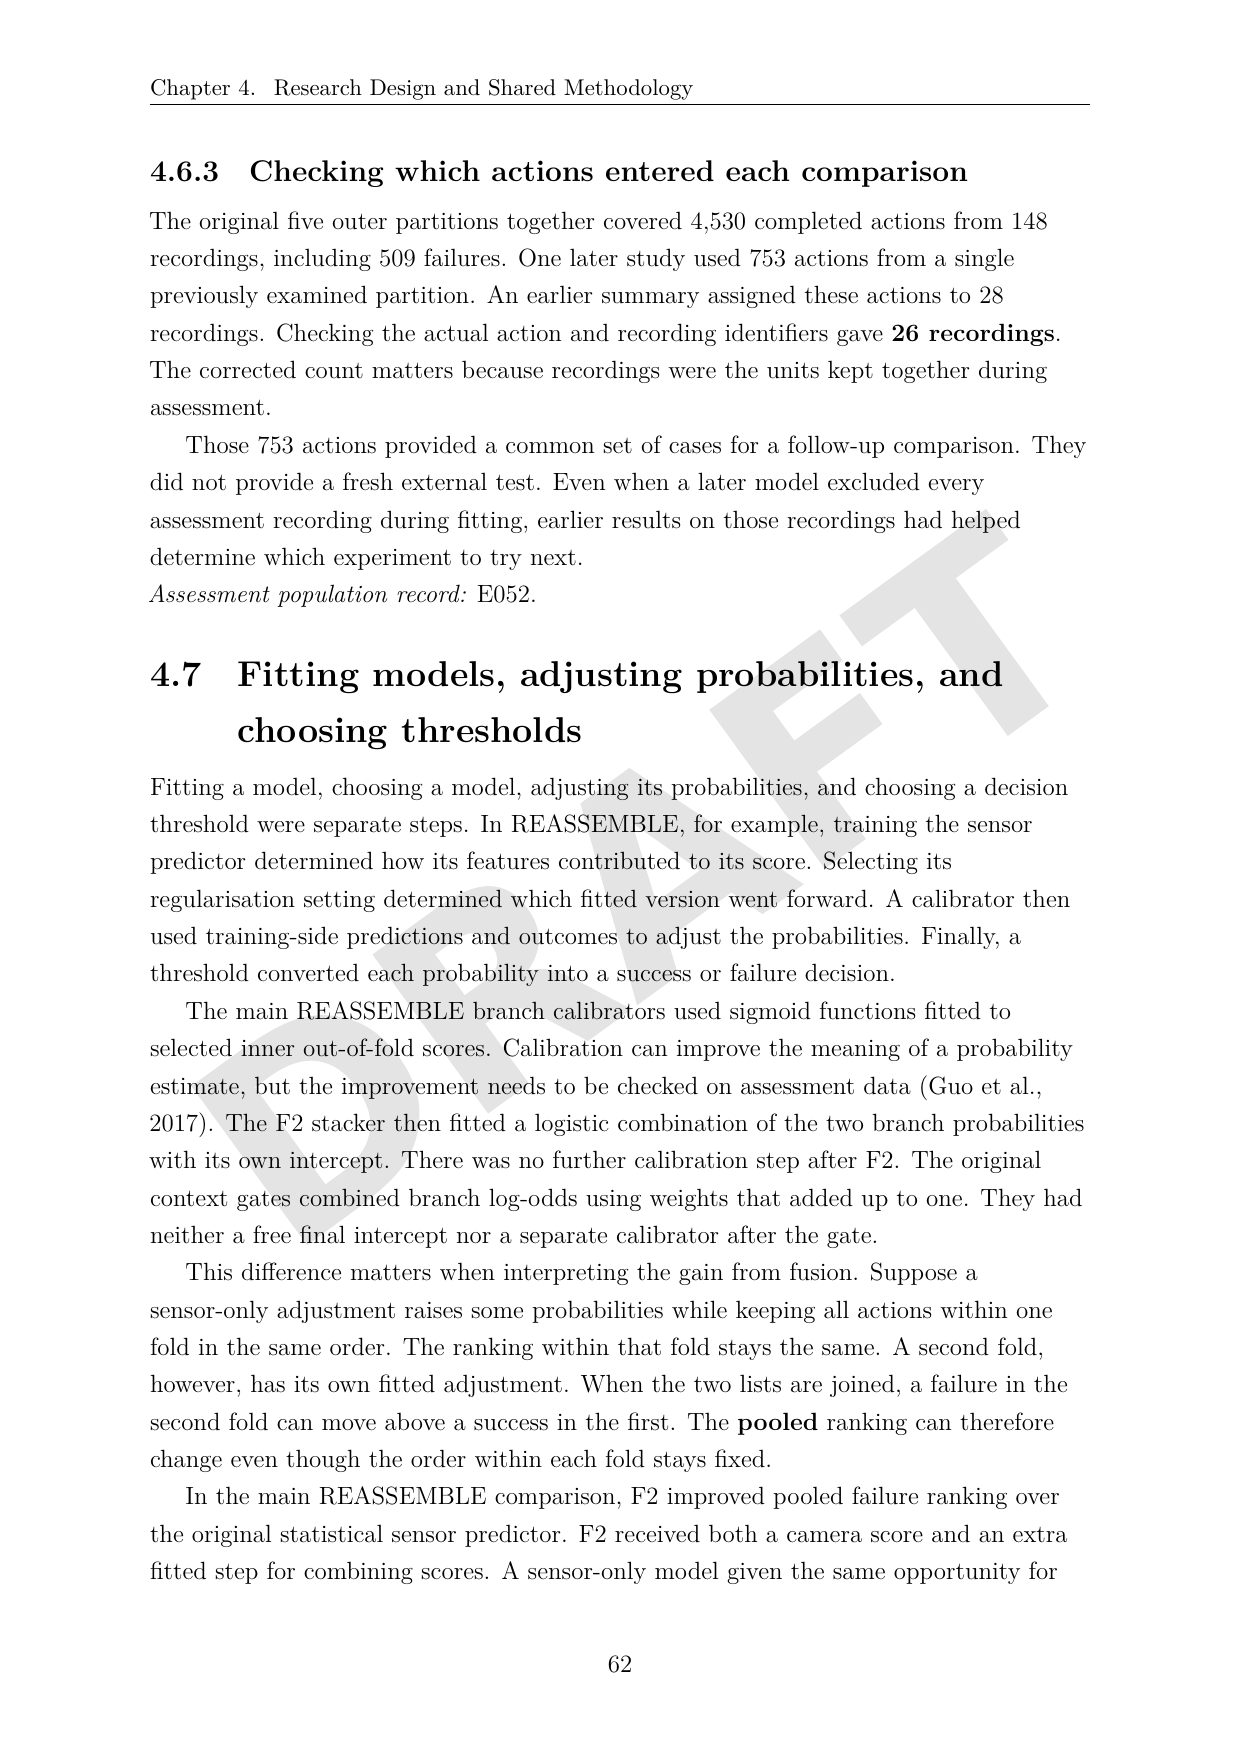 Chapter 4. Research Design and Shared Methodology
4.6.3 Checking which actions entered each comparison
The original five outer partitions together covered 4,530 completed actions from 148
recordings, including 509 failures. One later study used 753 actions from a single
previously examined partition. An earlier summary assigned these actions to 28
recordings. Checking the actual action and recording identifiers gave 26 recordings.
The corrected count matters because recordings were the units kept together during
assessment.
Those 753 actions provided a common set of cases for a follow-up comparison. They
did not provide a fresh external test. Even when a later model excluded every
assessment recording during fitting, earlier results on those recordings had helped
determine which experiment to try next.
Assessment population record: E052.
4.7 Fitting models, adjusting probabilities, and
choosing thresholds
Fitting a model, choosing a model, adjusting its probabilities, and choosing a decision
threshold were separate steps. In REASSEMBLE, for example, training the sensor
predictor determined how its features contributed to its score. Selecting its
regularisation setting determined which fitted version went forward. A calibrator then
used training-side predictions and outcomes to adjust the probabilities. Finally, a
threshold converted each probability into a success or failure decision.
The main REASSEMBLE branch calibrators used sigmoid functions fitted to
selected inner out-of-fold scores. Calibration can improve the meaning of a probability
estimate, but the improvement needs to be checked on assessment data (Guo et al.,
2017). The F2 stacker then fitted a logistic combination of the two branch probabilities
with its own intercept. There was no further calibration step after F2. The original
context gates combined branch log-odds using weights that added up to one. They had
neither a free final intercept nor a separate calibrator after the gate.
This difference matters when interpreting the gain from fusion. Suppose a
sensor-only adjustment raises some probabilities while keeping all actions within one
fold in the same order. The ranking within that fold stays the same. A second fold,
however, has its own fitted adjustment. When the two lists are joined, a failure in the
second fold can move above a success in the first. The pooled ranking can therefore
change even though the order within each fold stays fixed.
In the main REASSEMBLE comparison, F2 improved pooled failure ranking over
the original statistical sensor predictor. F2 received both a camera score and an extra
fitted step for combining scores. A sensor-only model given the same opportunity for
62
DRAFT